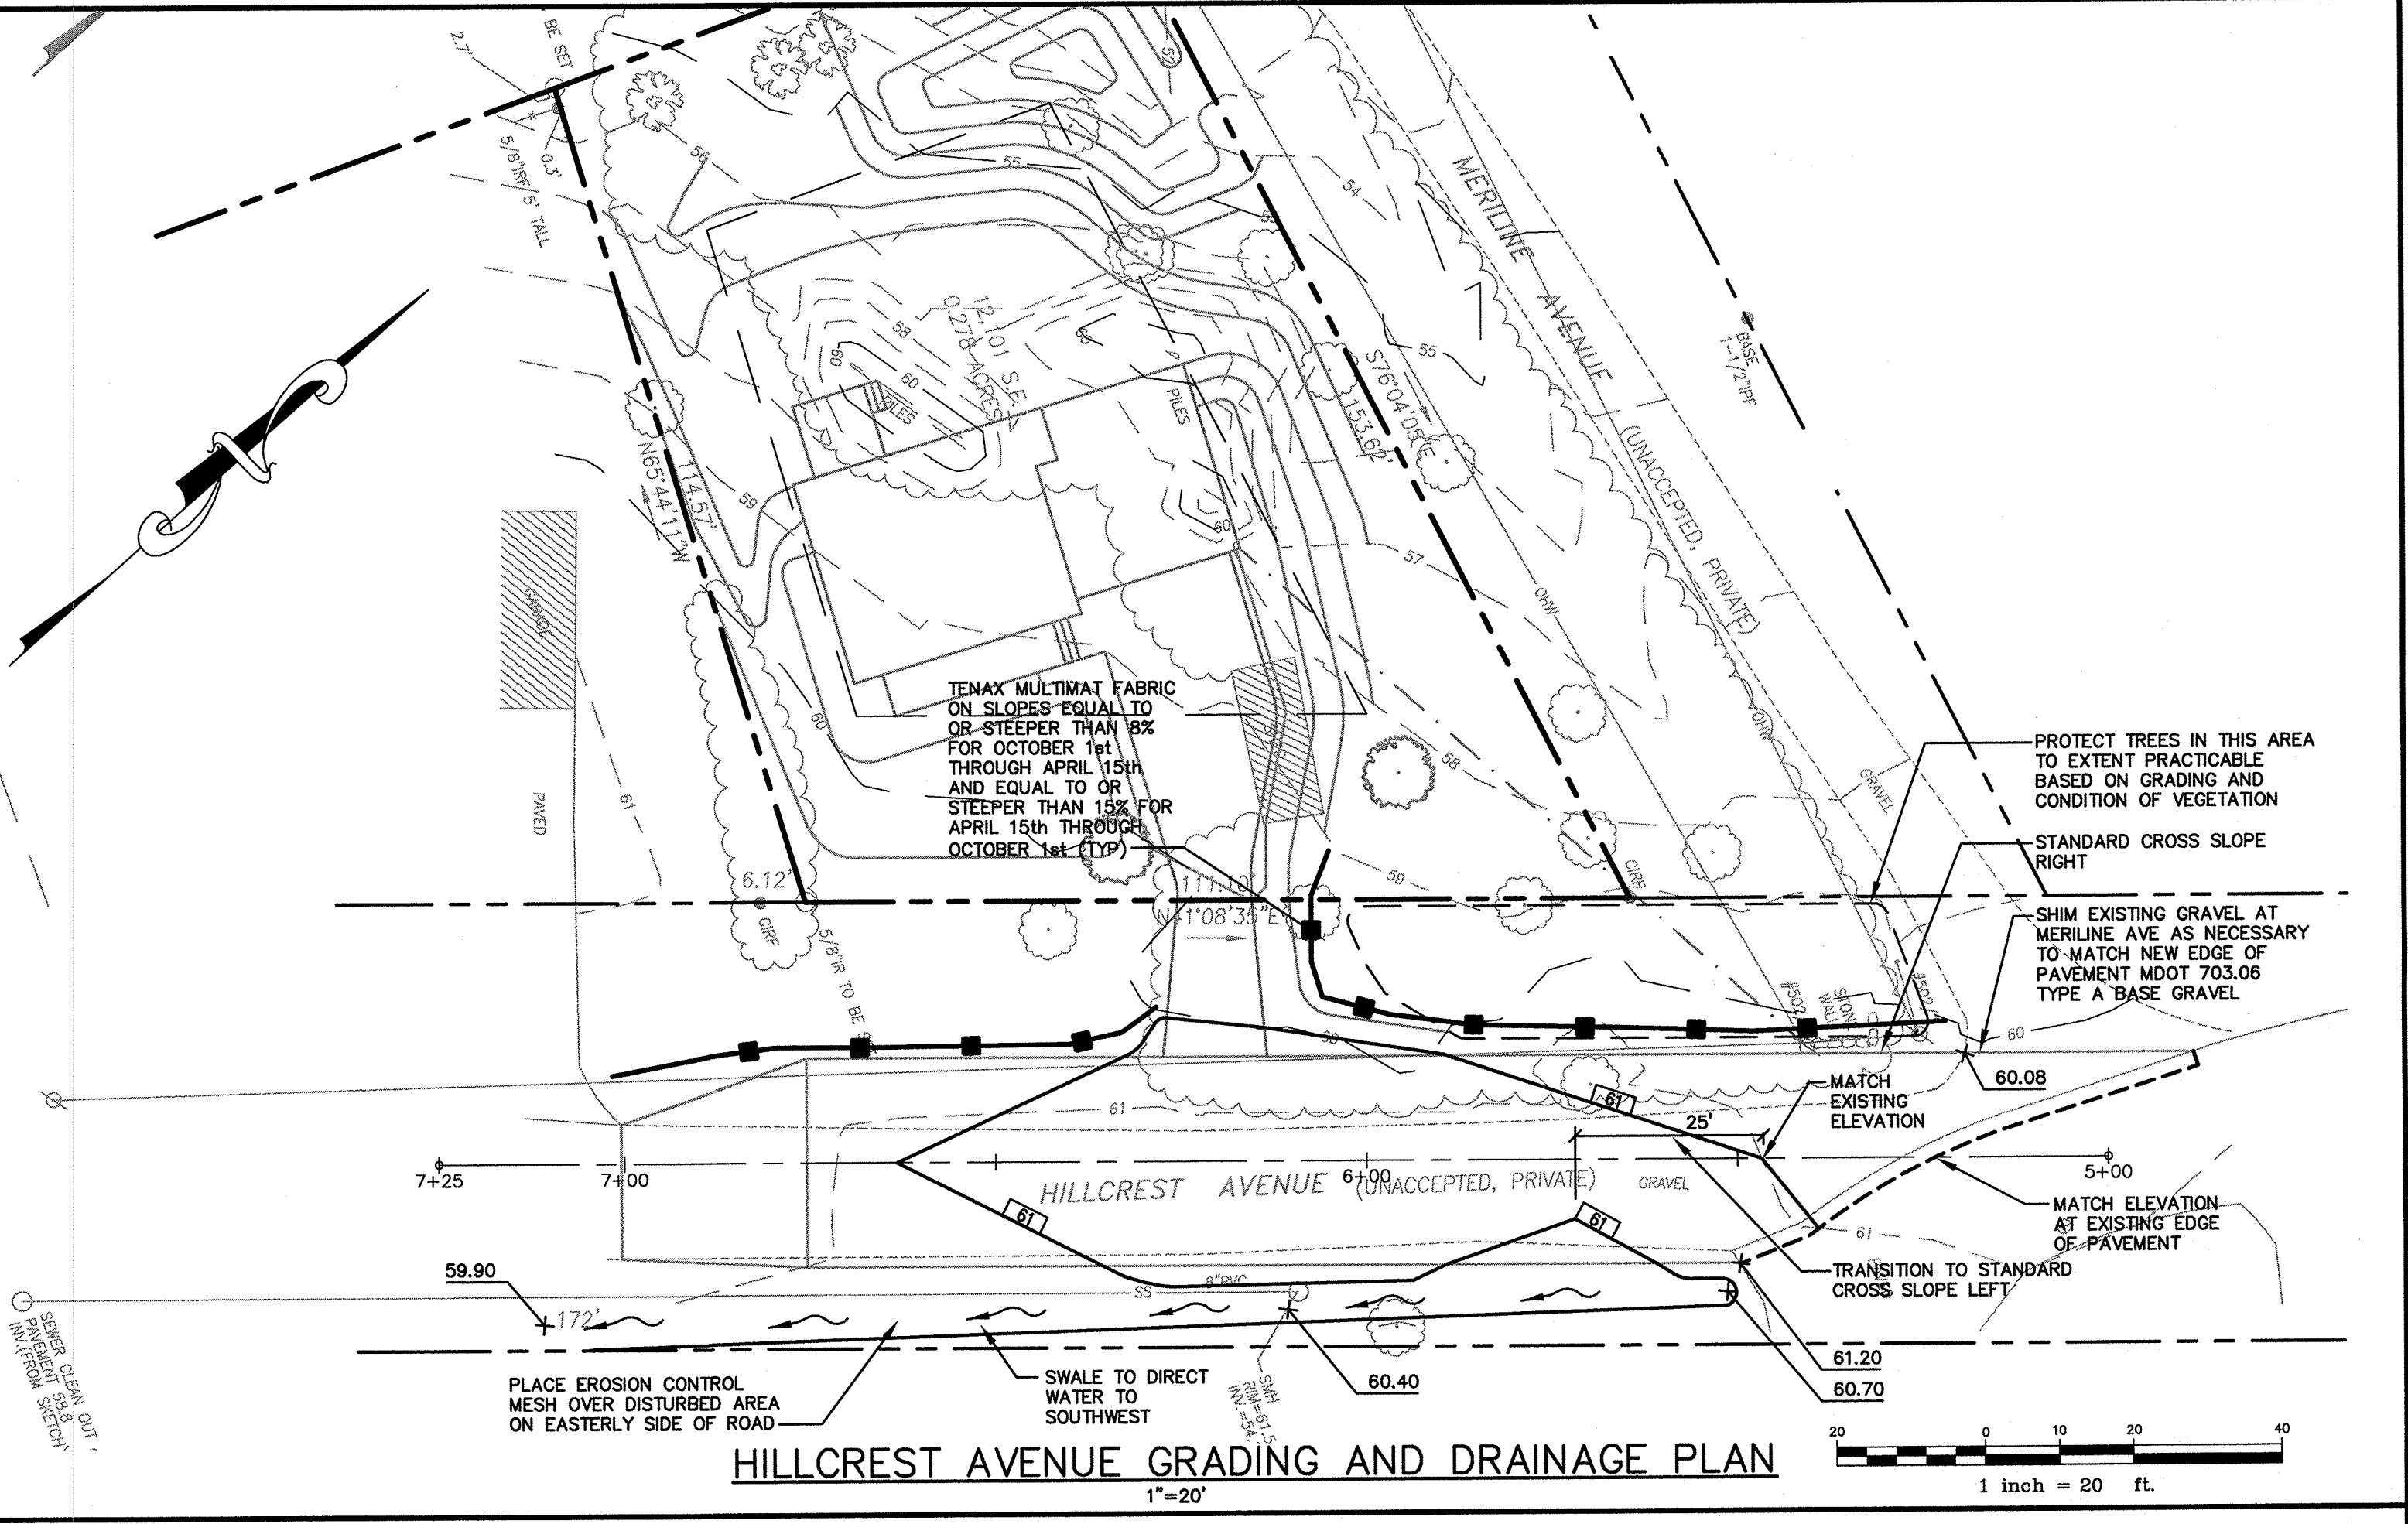 BE SET
2.7'
0.3'
5/8"IRF/5' TALL
56
55
52
54
55
MERILINE AVENUE
(UNACCEPTED, PRIVATE)
BASE
1-1/2"IPF
58
60
60
PILES
0.278 ACRES
PILES
60
S76°04'05"E
153.62'
55
N65°44'11"W
114.57'
59
57
GARAGE
OHW
OHW
60
61
PAVED
58
GRAVEL
TENAX MULTIMAT FABRIC
ON SLOPES EQUAL TO
OR STEEPER THAN 8%
FOR OCTOBER 1st
THROUGH APRIL 15th
AND EQUAL TO OR
STEEPER THAN 15% FOR
APRIL 15th THROUGH
OCTOBER 1st (TYP)
PROTECT TREES IN THIS AREA
TO EXTENT PRACTICABLE
BASED ON GRADING AND
CONDITION OF VEGETATION
STANDARD CROSS SLOPE
RIGHT
SHIM EXISTING GRAVEL AT
MERILINE AVE AS NECESSARY
TO MATCH NEW EDGE OF
PAVEMENT MDOT 703.06
TYPE A BASE GRAVEL
6.12'
CIRF
111.10'
59
CIRF
5/8"IR TO BE
60
60
60.08
MATCH
EXISTING
ELEVATION
61
61
25'
7+25
7+00
6+00
5+00
HILLCREST AVENUE (UNACCEPTED, PRIVATE)
GRAVEL
61
61
61
MATCH ELEVATION
AT EXISTING EDGE
OF PAVEMENT
TRANSITION TO STANDARD
CROSS SLOPE LEFT
59.90
172'
8"PVC
SS
SEWER CLEAN OUT
PAVEMENT 58.8
INV.(FROM SKETCH)
PLACE EROSION CONTROL
MESH OVER DISTURBED AREA
ON EASTERLY SIDE OF ROAD
SWALE TO DIRECT
WATER TO
SOUTHWEST
SMH
RIM=61.5
INV.=54.
60.40
61.20
60.70
HILLCREST AVENUE GRADING AND DRAINAGE PLAN
1"=20'
20 0 10 20 40
1 inch = 20 ft.